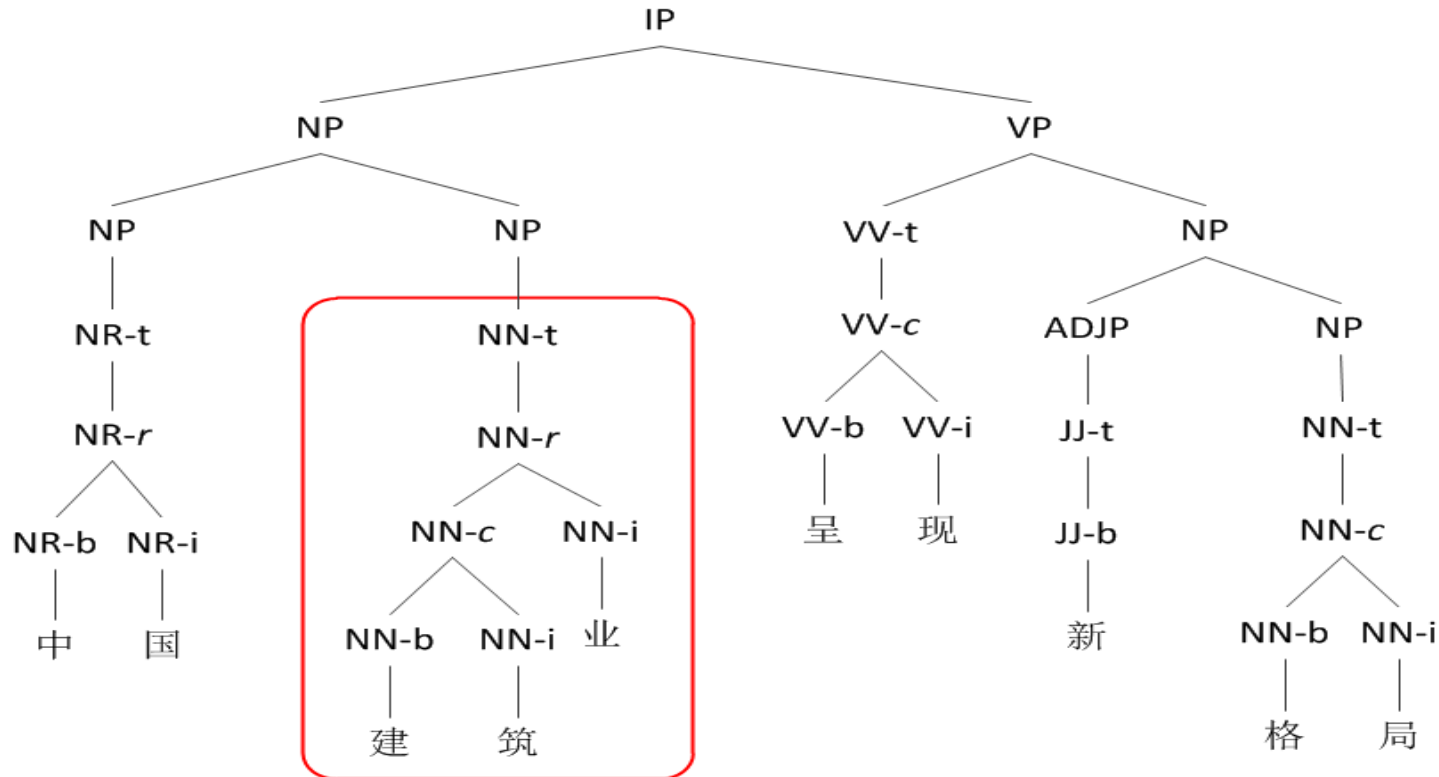 IP
NP VP
NP NP VV-t NP
NR-t NN-t VV-c ADJP NP
NR-r NN-r VV-b VV-i JJ-t NN-t
NR-b NR-i NN-c NN-i 呈 现 JJ-b NN-c
中 国 NN-b NN-i 业 新 NN-b NN-i
建 筑 格 局